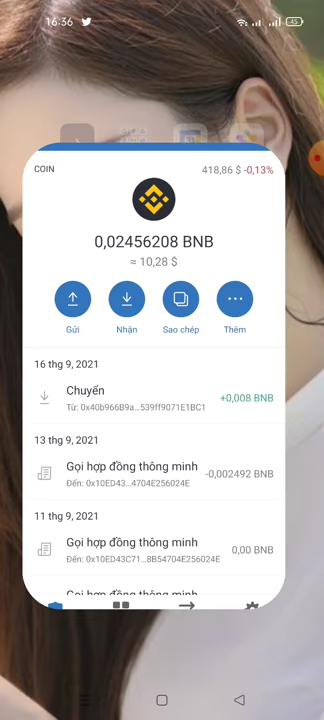 16:36
45
COIN
418,86 $ -0,13%
0,02456208 BNB
≈ 10,28 $
Gửi Nhận Sao chép Thêm
16 thg 9, 2021
Chuyển +0,008 BNB
Từ: 0x40b966B9a...539ff9071E1BC1
13 thg 9, 2021
Gọi hợp đồng thông minh -0,002492 BNB
Đến: 0x10ED43...4704E256024E
11 thg 9, 2021
Gọi hợp đồng thông minh 0,00 BNB
Đến: 0x10ED43C71...8B54704E256024E
Gọi hợp đồng thông minh